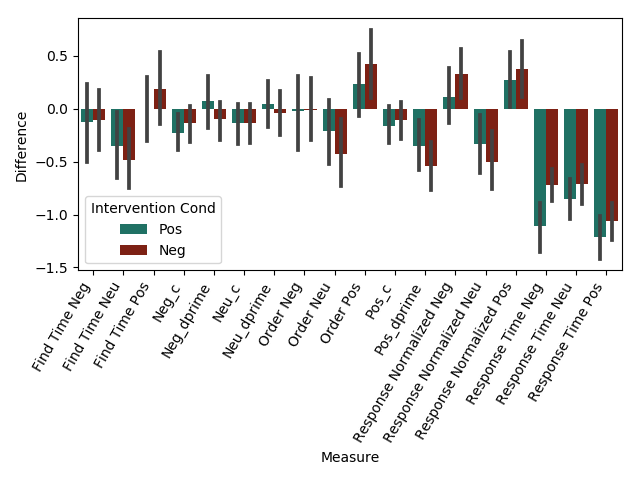 0.5
0.0
−0.5
−1.0
−1.5
Difference
Intervention Cond
Pos
Neg
Find Time Neg
Find Time Neu
Find Time Pos
Neg_c
Neg_dprime
Neu_c
Neu_dprime
Order Neg
Order Neu
Order Pos
Pos_c
Pos_dprime
Response Normalized Neg
Response Normalized Neu
Response Normalized Pos
Response Time Neg
Response Time Neu
Response Time Pos
Measure